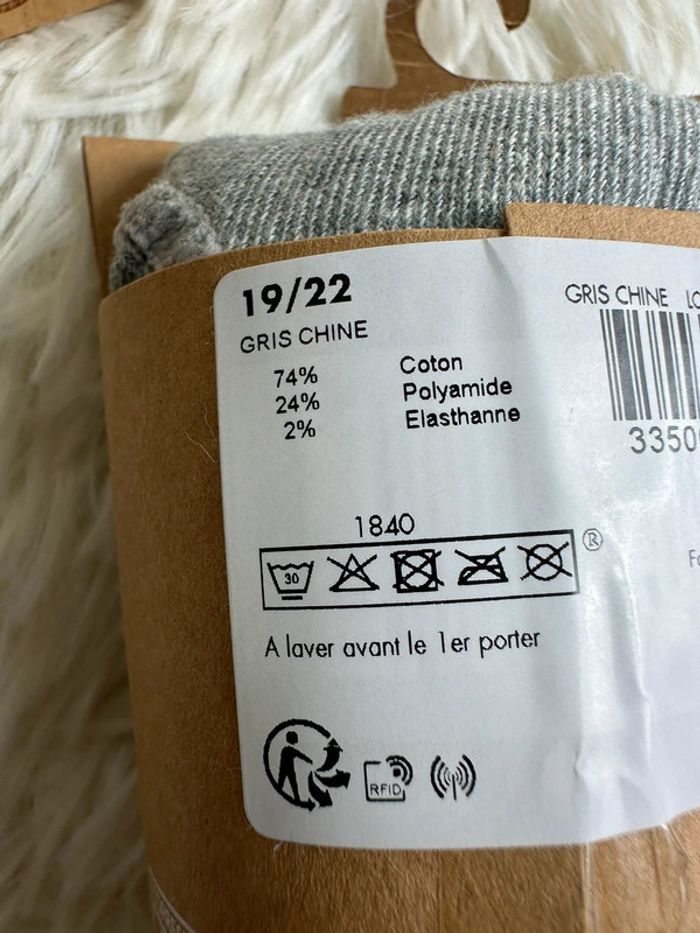 19/22
GRIS CHINE
74% Coton
24% Polyamide
2% Elasthanne
GRIS CHINE
3350
1840
30
®
A laver avant le 1er porter
RFID